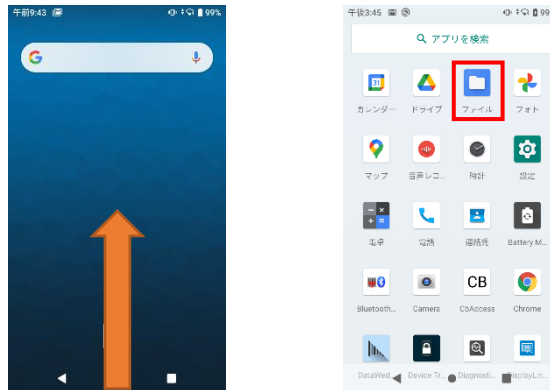 午前9:43
99%
午後3:45
99
アプリを検索
31
カレンダー
ドライブ
ファイル
フォト
マップ
音声レコ...
時計
設定
電卓
電話
連絡先
Battery M...
CB
Bluetooth...
Camera
CbAccess
Chrome
DataWed...
Device Tr...
Diagnosti...
DisplayLin...